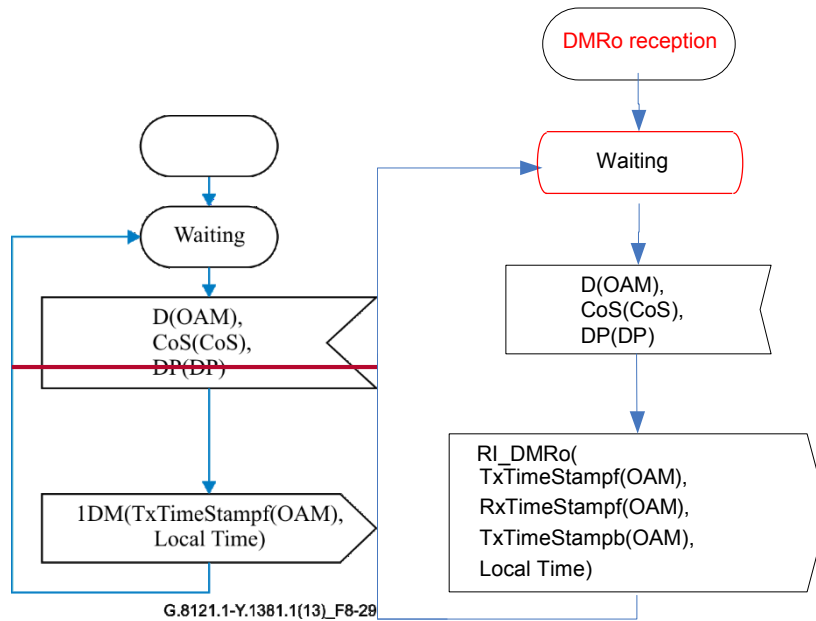 DMRo reception
Waiting
Waiting
D(OAM),
CoS(CoS),
DP(DP)
D(OAM),
CoS(CoS),
DP(DP)
1DM(TxTimeStampf(OAM),
Local Time)
RI_DMRo(
TxTimeStampf(OAM),
RxTimeStampf(OAM),
TxTimeStampb(OAM),
Local Time)
G.8121.1-Y.1381.1(13)_F8-29